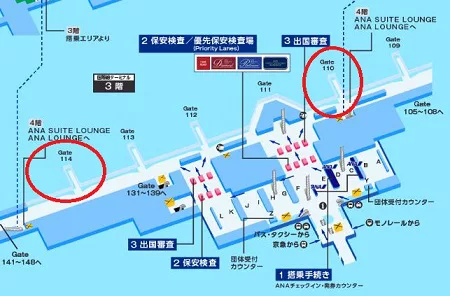 3階
搭乗エリアより
2 保安検査／優先保安検査場
(Priority Lanes)
3 出国審査
4階
ANA SUITE LOUNGE
ANA LOUNGEへ
Gate
109
Gate
110
国際線ターミナル
3 階
Gate
111
Gate
112
Gate
113
4階
ANA SUITE LOUNGE
ANA LOUNGEへ
Gate
114
Gate
105~108へ
Gate
131~139へ
Gate
141~148へ
3 出国審査
2 保安検査
L
K
J
I
H
G
F
E
D
C
B
A
Z
ANA
ANA
団体受付
カウンター
バス・タクシーから
京急から
モノレールから
団体受付
カウンター
1 搭乗手続き
ANAチェックイン・発券カウンター